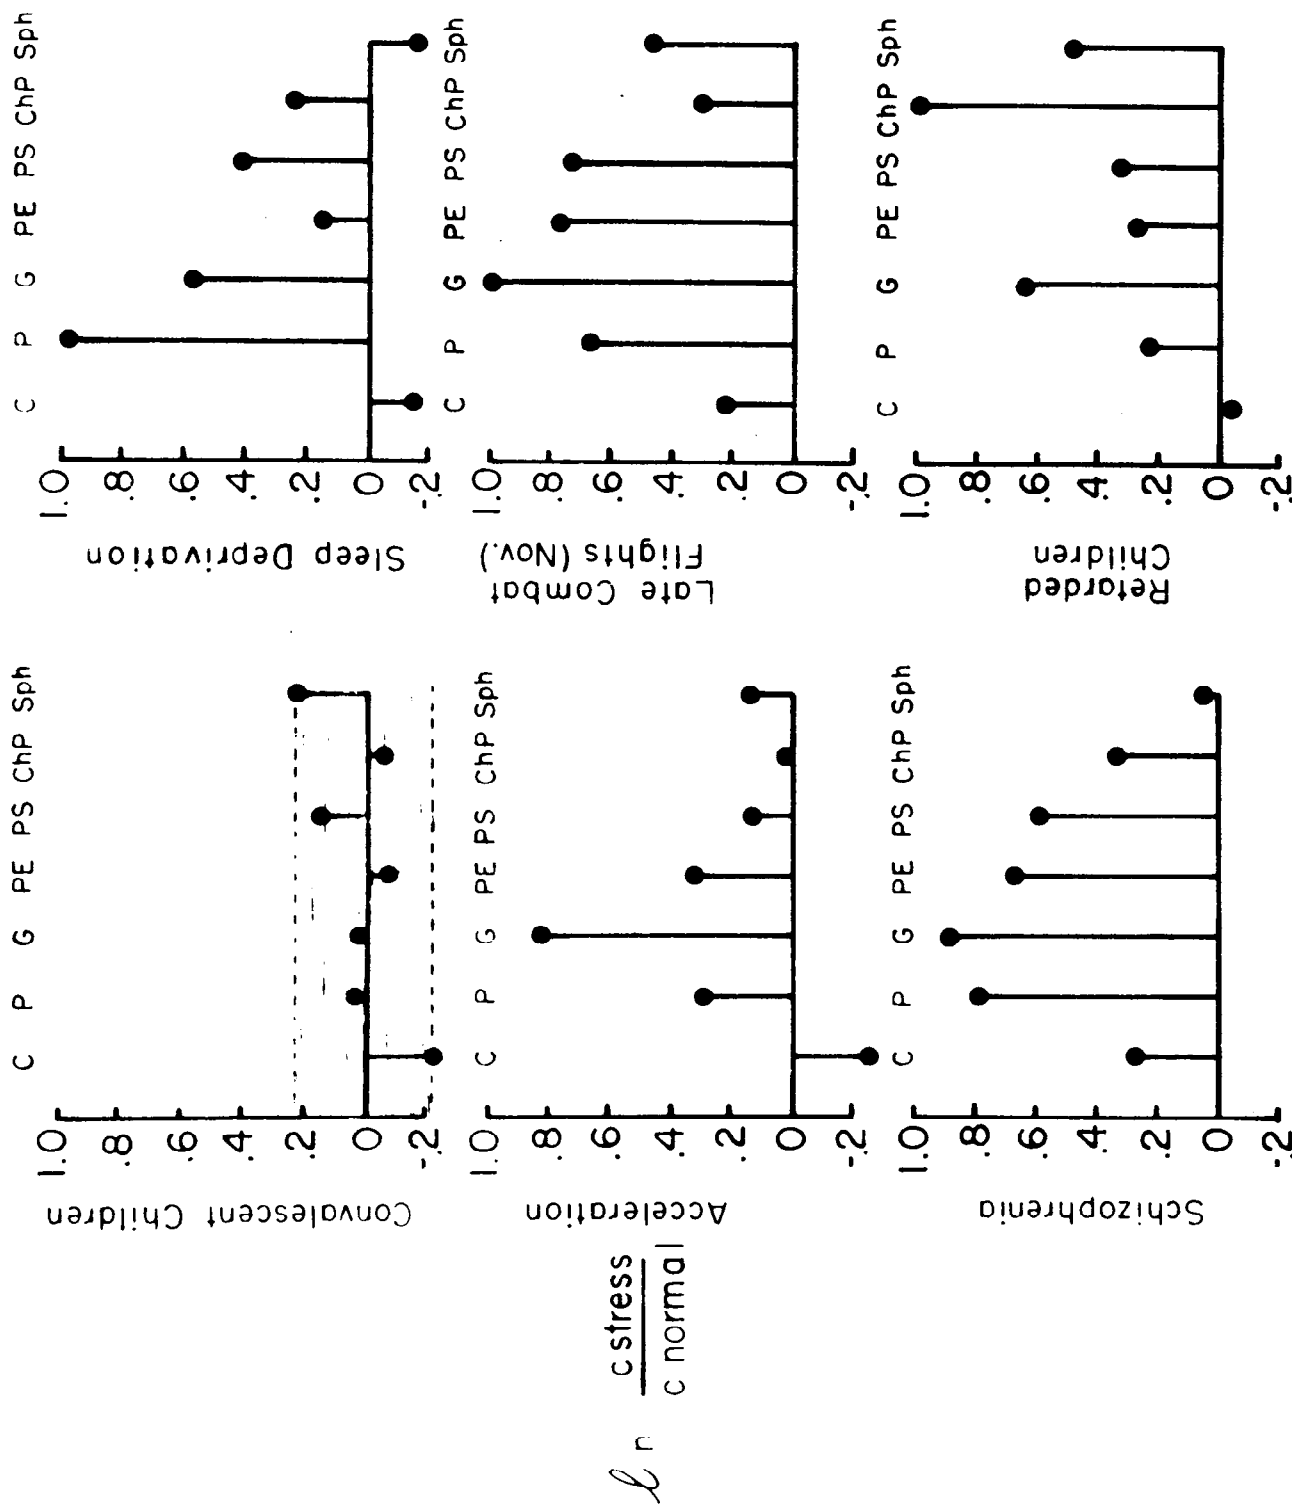 Convalescent Children
C P G PE PS ChP Sph
1.0
.8
.6
.4
.2
0
-.2
Sleep Deprivation
C P G PE PS ChP Sph
1.0
.8
.6
.4
.2
0
-.2
ℓn c stress
c normal
Acceleration
C P G PE PS ChP Sph
1.0
.8
.6
.4
.2
0
-.2
Late Combat
Flights (Nov.)
C P G PE PS ChP Sph
1.0
.8
.6
.4
.2
0
-.2
Schizophrenia
C P G PE PS ChP Sph
1.0
.8
.6
.4
.2
0
-.2
Retarded
Children
C P G PE PS ChP Sph
1.0
.8
.6
.4
.2
0
-.2